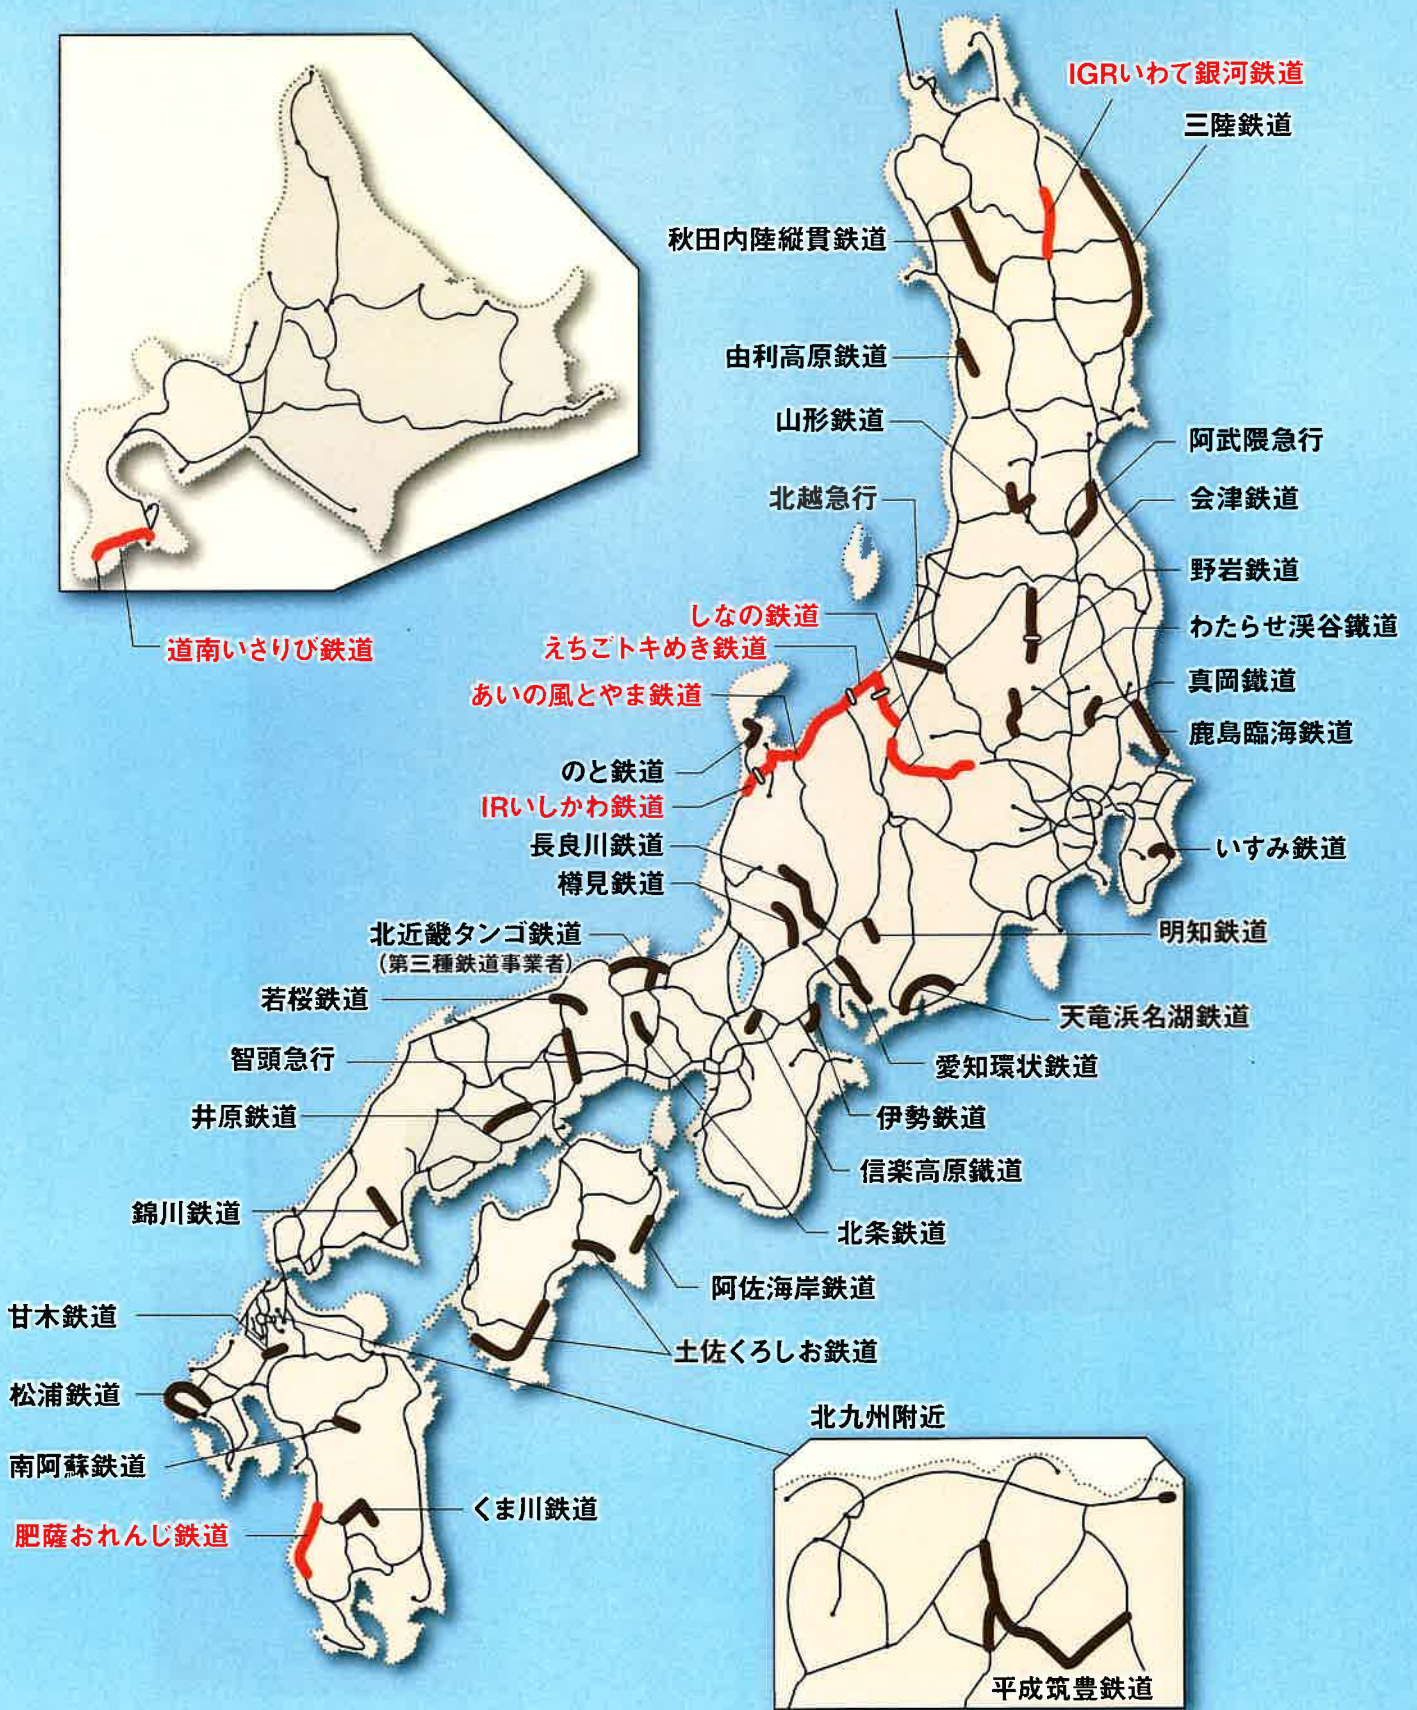 IGRいわて銀河鉄道
三陸鉄道
秋田内陸縦貫鉄道
由利高原鉄道
山形鉄道
阿武隈急行
北越急行
会津鉄道
野岩鉄道
しなの鉄道
わたらせ渓谷鐵道
えちごトキめき鉄道
道南いさりび鉄道
真岡鐵道
あいの風とやま鉄道
鹿島臨海鉄道
のと鉄道
IRいしかわ鉄道
長良川鉄道
いすみ鉄道
樽見鉄道
北近畿タンゴ鉄道
(第三種鉄道事業者)
明知鉄道
若桜鉄道
天竜浜名湖鉄道
智頭急行
愛知環状鉄道
井原鉄道
伊勢鉄道
信楽高原鐵道
錦川鉄道
北条鉄道
阿佐海岸鉄道
甘木鉄道
土佐くろしお鉄道
松浦鉄道
北九州附近
南阿蘇鉄道
くま川鉄道
肥薩おれんじ鉄道
平成筑豊鉄道